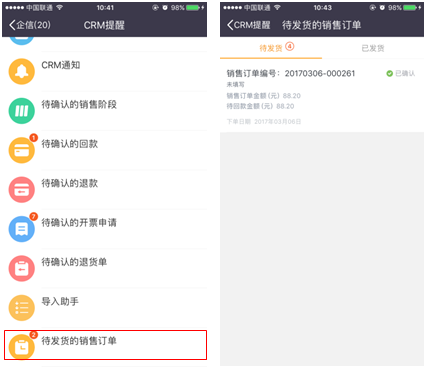 中国联通 10:41 98%
企信(20) CRM提醒
CRM通知
待确认的销售阶段
1
待确认的回款
待确认的退款
7
待确认的开票申请
待确认的退货单
导入助手
2
待发货的销售订单
中国联通 10:43 98%
CRM提醒 待发货的销售订单
待发货 4 已发货
销售订单编号：20170306-000261 已确认
未填写
销售订单金额(元) 88.20
待回款金额(元) 88.20
下单日期 2017年03月06日